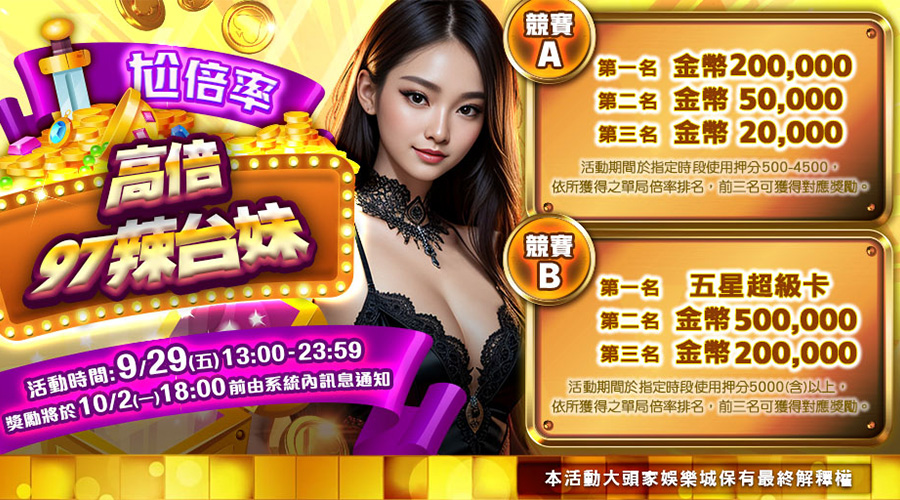 尬倍率
高倍
97辣台妹
活動時間: 9/29(五)13:00-23:59
獎勵將於10/2(一)18:00前由系統內訊息通知
競賽
A
第一名 金幣200,000
第二名 金幣 50,000
第三名 金幣 20,000
活動期間於指定時段使用押分500-4500，
依所獲得之單局倍率排名，前三名可獲得對應獎勵。
競賽
B
第一名 五星超級卡
第二名 金幣500,000
第三名 金幣200,000
活動期間於指定時段使用押分5000(含)以上，
依所獲得之單局倍率排名，前三名可獲得對應獎勵。
本活動大頭家娛樂城保有最終解釋權